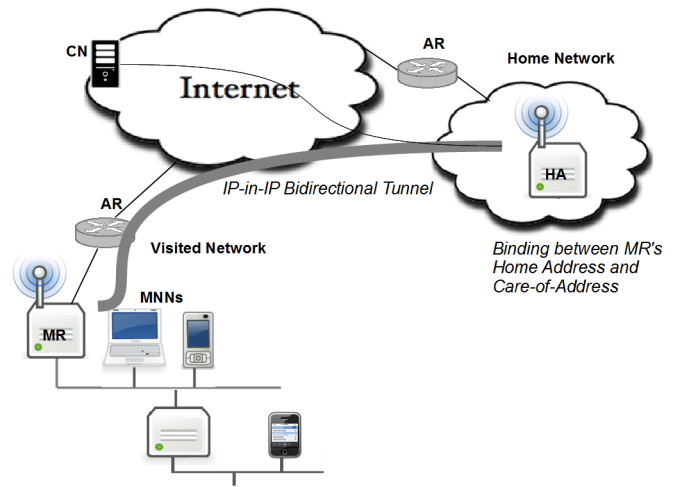 CN
AR
Home Network
Internet
HA
IP-in-IP Bidirectional Tunnel
AR
Visited Network
Binding between MR's
Home Address and
Care-of-Address
MNNs
MR